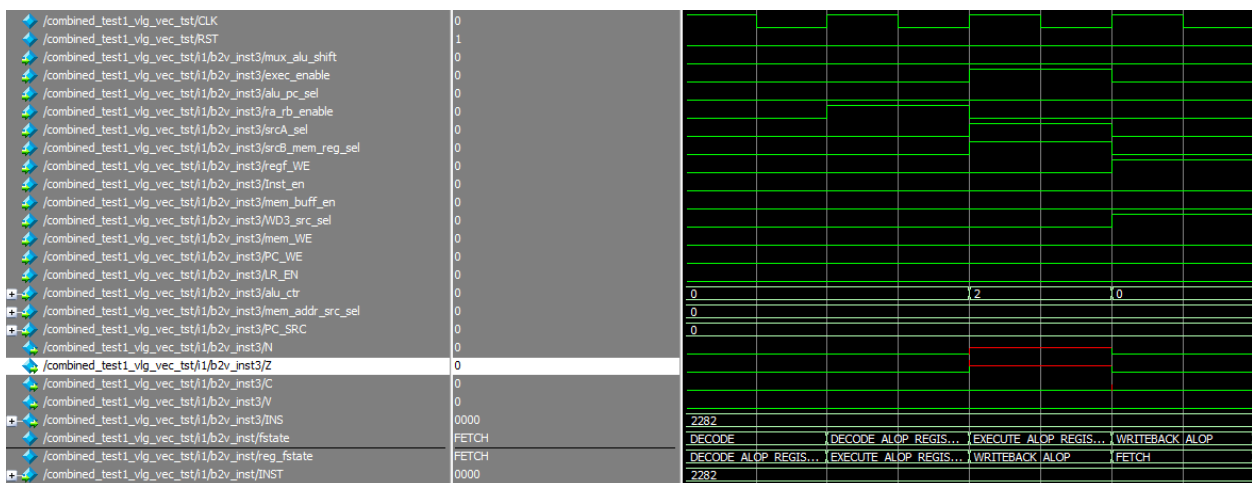 /combined_test1_vlg_vec_tst/CLK 0
/combined_test1_vlg_vec_tst/RST 1
/combined_test1_vlg_vec_tst/i1/b2v_inst3/mux_alu_shift 0
/combined_test1_vlg_vec_tst/i1/b2v_inst3/exec_enable 0
/combined_test1_vlg_vec_tst/i1/b2v_inst3/alu_pc_sel 0
/combined_test1_vlg_vec_tst/i1/b2v_inst3/ra_rb_enable 0
/combined_test1_vlg_vec_tst/i1/b2v_inst3/srcA_sel 0
/combined_test1_vlg_vec_tst/i1/b2v_inst3/srcB_mem_reg_sel 0
/combined_test1_vlg_vec_tst/i1/b2v_inst3/regf_WE 0
/combined_test1_vlg_vec_tst/i1/b2v_inst3/Inst_en 0
/combined_test1_vlg_vec_tst/i1/b2v_inst3/mem_buff_en 0
/combined_test1_vlg_vec_tst/i1/b2v_inst3/WD3_src_sel 0
/combined_test1_vlg_vec_tst/i1/b2v_inst3/mem_WE 0
/combined_test1_vlg_vec_tst/i1/b2v_inst3/PC_WE 0
/combined_test1_vlg_vec_tst/i1/b2v_inst3/LR_EN 0
/combined_test1_vlg_vec_tst/i1/b2v_inst3/alu_ctr 0 0 2 0
/combined_test1_vlg_vec_tst/i1/b2v_inst3/mem_addr_src_sel 0 0
/combined_test1_vlg_vec_tst/i1/b2v_inst3/PC_SRC 0 0
/combined_test1_vlg_vec_tst/i1/b2v_inst3/N 0
/combined_test1_vlg_vec_tst/i1/b2v_inst3/Z 0
/combined_test1_vlg_vec_tst/i1/b2v_inst3/C 0
/combined_test1_vlg_vec_tst/i1/b2v_inst3/V 0
/combined_test1_vlg_vec_tst/i1/b2v_inst3/INS 0000 2282
/combined_test1_vlg_vec_tst/i1/b2v_inst/fstate FETCH DECODE DECODE_ALOP_REGIS... EXECUTE_ALOP_REGIS... WRITEBACK_ALOP
/combined_test1_vlg_vec_tst/i1/b2v_inst/reg_fstate FETCH DECODE_ALOP_REGIS... EXECUTE_ALOP_REGIS... WRITEBACK_ALOP FETCH
/combined_test1_vlg_vec_tst/i1/b2v_inst/INST 0000 2282